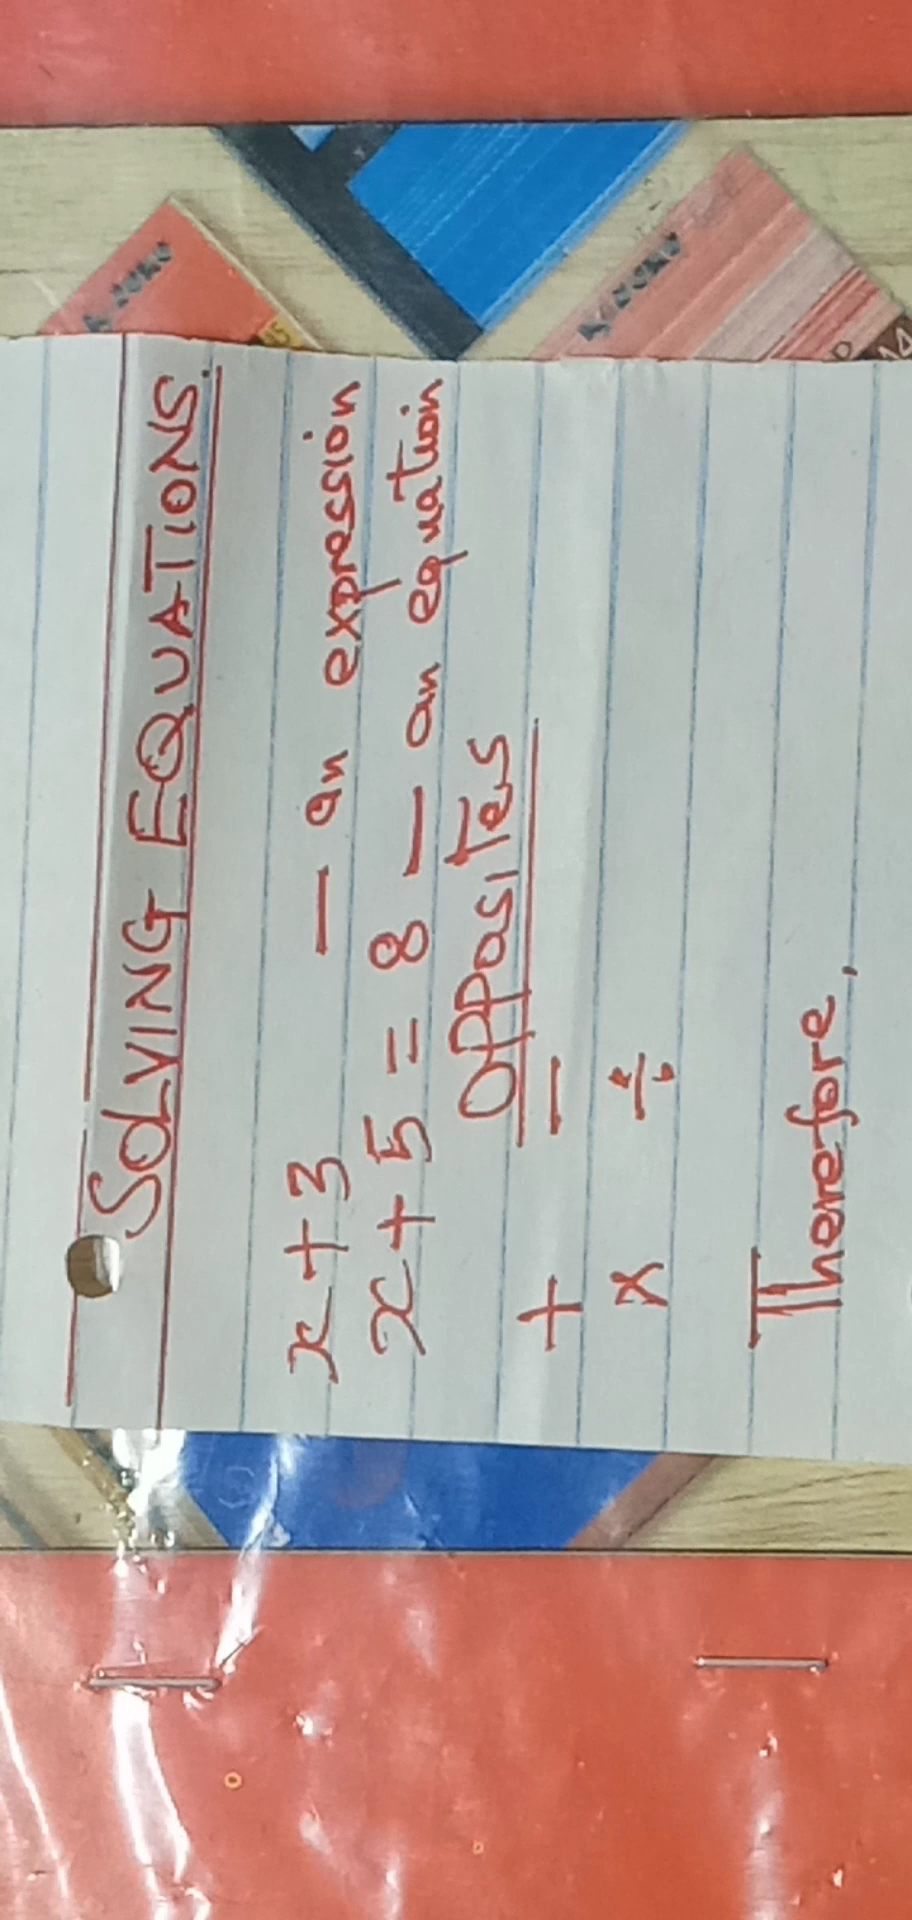 SOLVING EQUATIONS.
x + 3 — an expression
x + 5 = 8 — an equation
OPPOSITES
+ −
× ÷
Therefore,